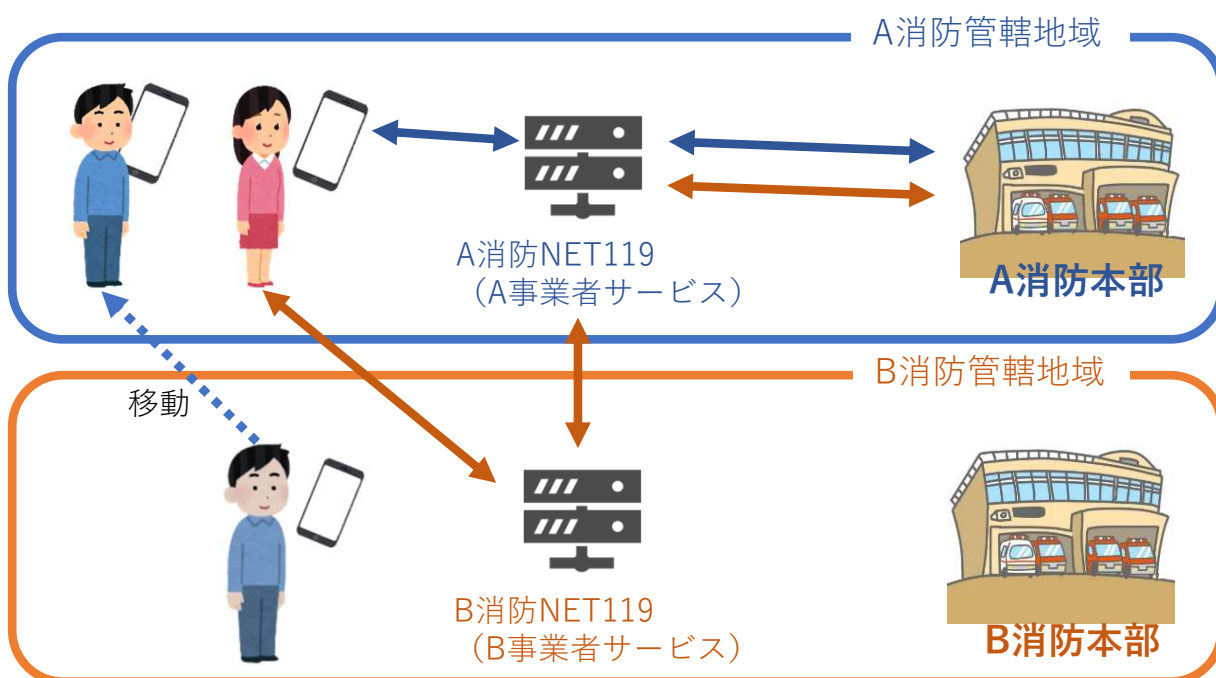 A消防管轄地域
A消防NET119
(A事業者サービス)
A消防本部
B消防管轄地域
移動
B消防NET119
(B事業者サービス)
B消防本部